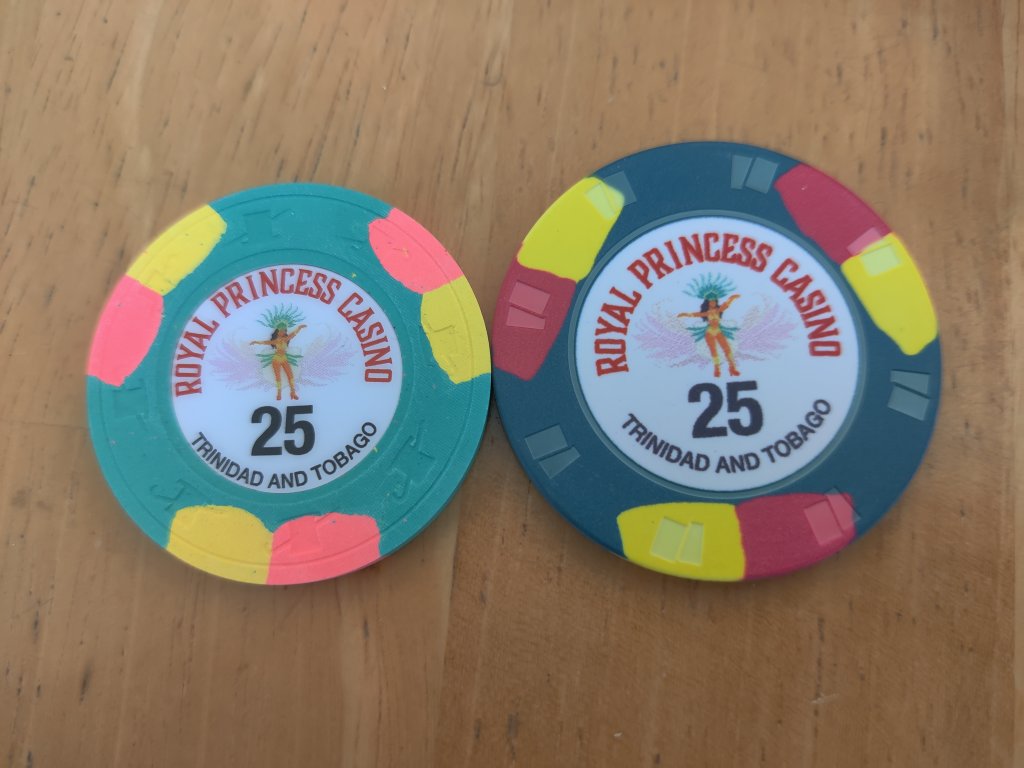 ROYAL PRINCESS CASINO
25
TRINIDAD AND TOBAGO
ROYAL PRINCESS CASINO
25
TRINIDAD AND TOBAGO